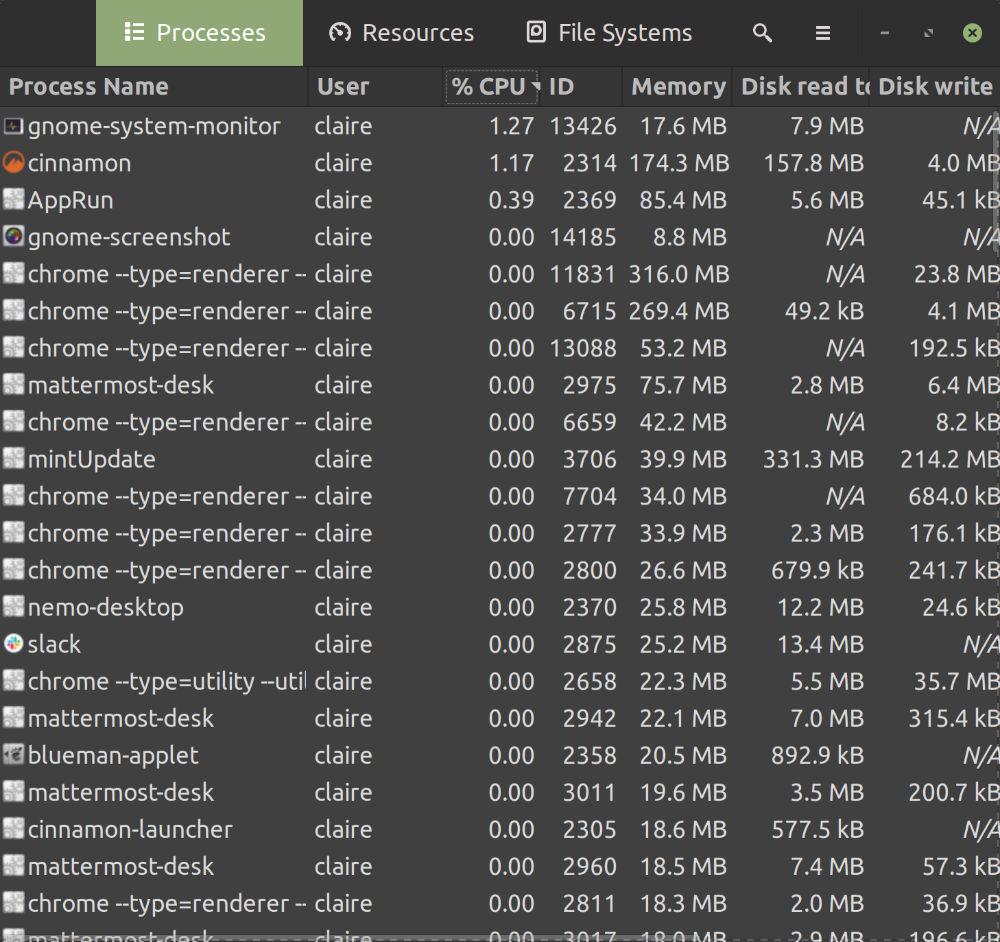 Processes Resources File Systems
Process Name User % CPU ID Memory Disk read to Disk write
gnome-system-monitor claire 1.27 13426 17.6 MB 7.9 MB N/A
cinnamon claire 1.17 2314 174.3 MB 157.8 MB 4.0 MB
AppRun claire 0.39 2369 85.4 MB 5.6 MB 45.1 kB
gnome-screenshot claire 0.00 14185 8.8 MB N/A N/A
chrome --type=renderer -- claire 0.00 11831 316.0 MB N/A 23.8 MB
chrome --type=renderer -- claire 0.00 6715 269.4 MB 49.2 kB 4.1 MB
chrome --type=renderer -- claire 0.00 13088 53.2 MB N/A 192.5 kB
mattermost-desk claire 0.00 2975 75.7 MB 2.8 MB 6.4 MB
chrome --type=renderer -- claire 0.00 6659 42.2 MB N/A 8.2 kB
mintUpdate claire 0.00 3706 39.9 MB 331.3 MB 214.2 MB
chrome --type=renderer -- claire 0.00 7704 34.0 MB N/A 684.0 kB
chrome --type=renderer -- claire 0.00 2777 33.9 MB 2.3 MB 176.1 kB
chrome --type=renderer -- claire 0.00 2800 26.6 MB 679.9 kB 241.7 kB
nemo-desktop claire 0.00 2370 25.8 MB 12.2 MB 24.6 kB
slack claire 0.00 2875 25.2 MB 13.4 MB N/A
chrome --type=utility --util claire 0.00 2658 22.3 MB 5.5 MB 35.7 MB
mattermost-desk claire 0.00 2942 22.1 MB 7.0 MB 315.4 kB
blueman-applet claire 0.00 2358 20.5 MB 892.9 kB N/A
mattermost-desk claire 0.00 3011 19.6 MB 3.5 MB 200.7 kB
cinnamon-launcher claire 0.00 2305 18.6 MB 577.5 kB N/A
mattermost-desk claire 0.00 2960 18.5 MB 7.4 MB 57.3 kB
chrome --type=renderer -- claire 0.00 2811 18.3 MB 2.0 MB 36.9 kB
mattermost-desk claire 0.00 3017 18.0 MB 2.9 MB 196.6 kB